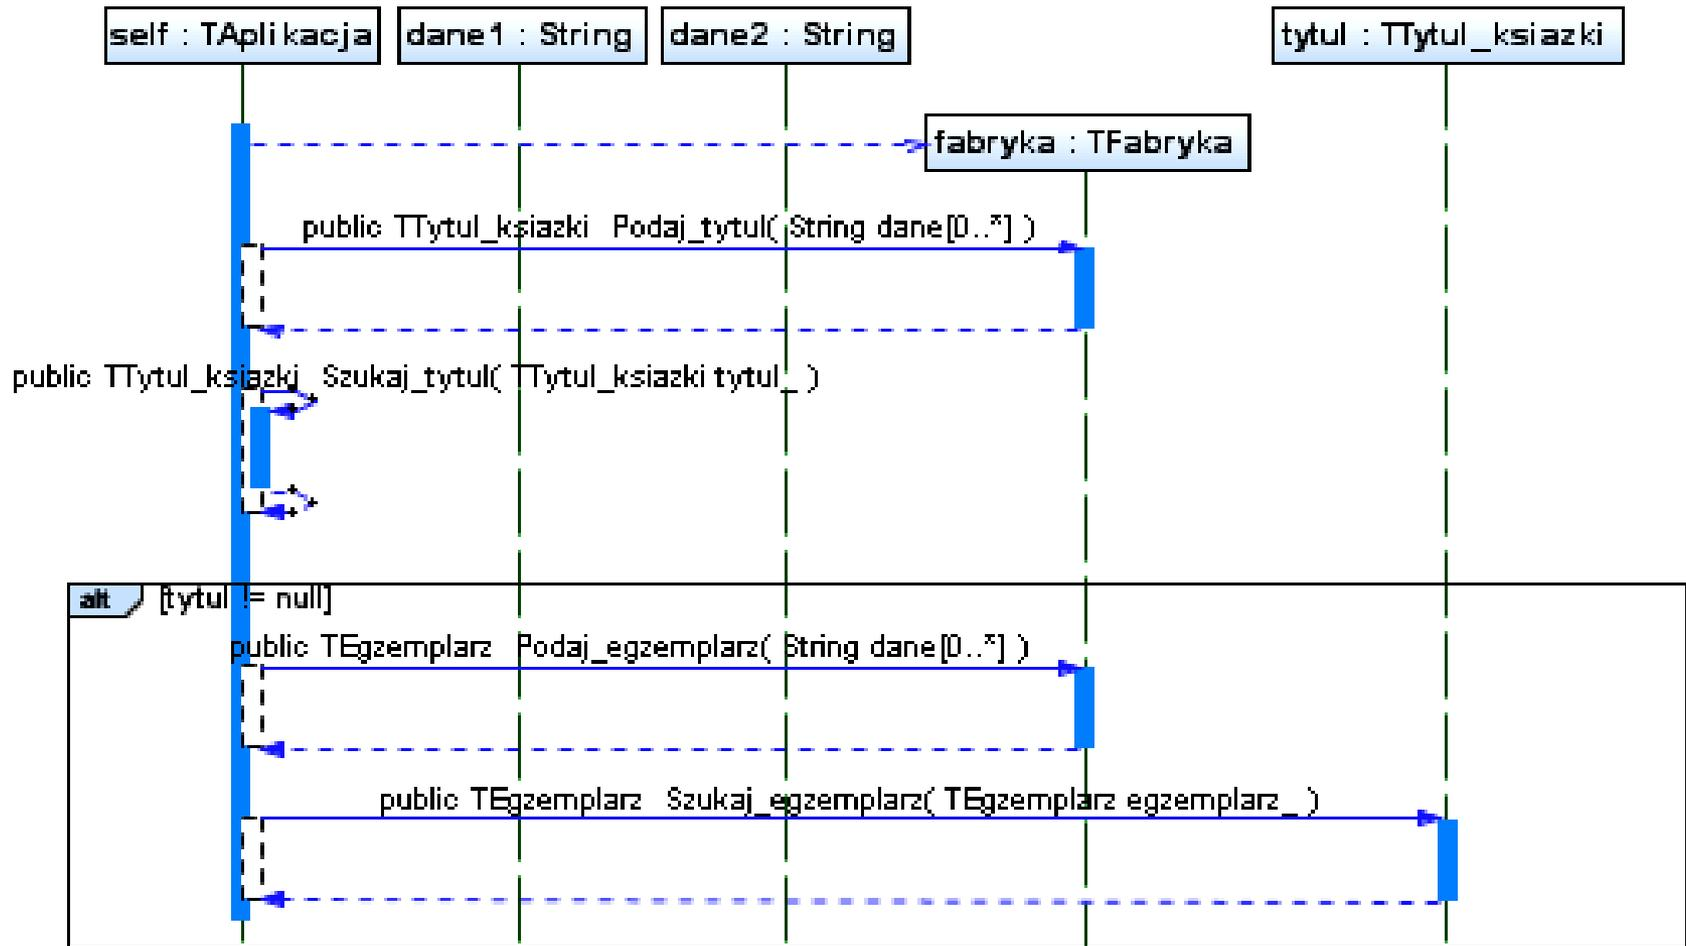 self : TAplikacja
dane1 : String
dane2 : String
tytul : TTytul_ksiazki
fabryka : TFabryka
public TTytul_ksiazki Podaj_tytul( String dane[0..*] )
public TTytul_ksiazki Szukaj_tytul( TTytul_ksiazki tytul_ )
alt [tytul != null]
public TEgzemplarz Podaj_egzemplarz( String dane[0..*] )
public TEgzemplarz Szukaj_egzemplarz( TEgzemplarz egzemplarz_ )